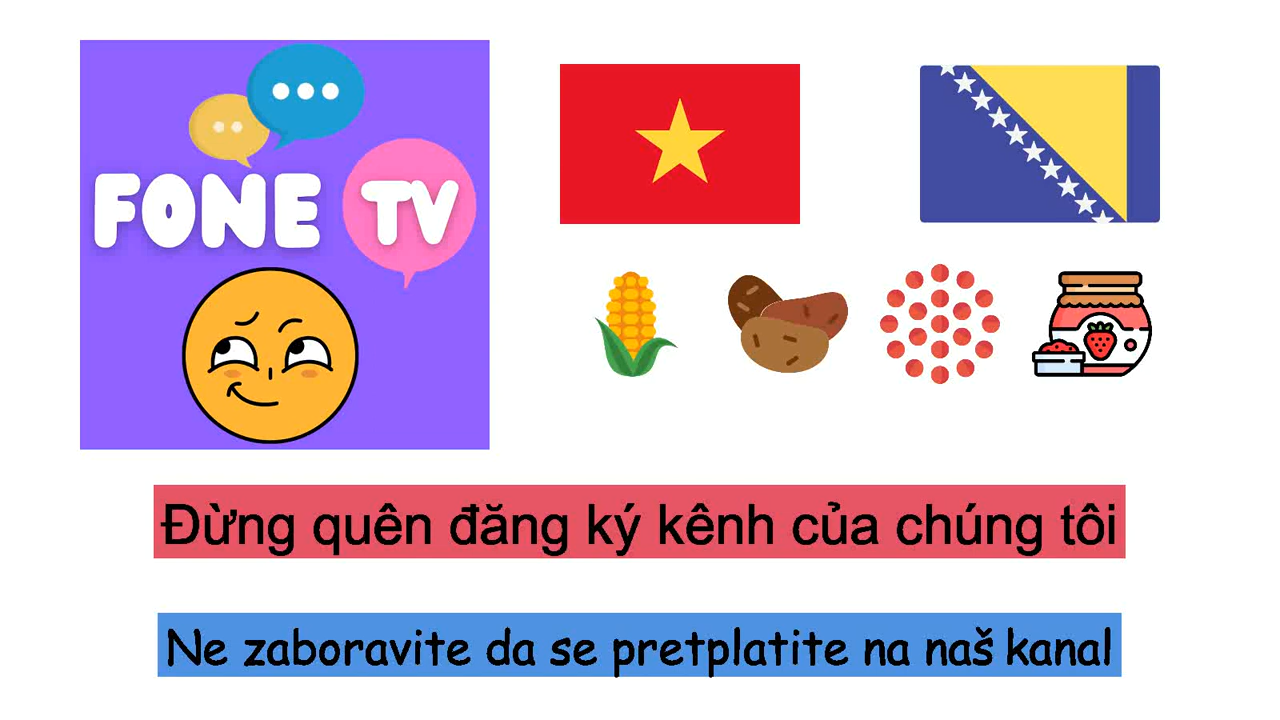 FONE TV
Đừng quên đăng ký kênh của chúng tôi
Ne zaboravite da se pretplatite na naš kanal